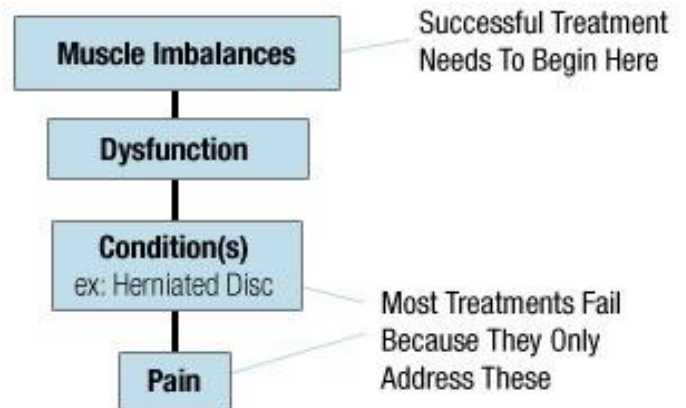 Muscle Imbalances
Successful Treatment
Needs To Begin Here
Dysfunction
Condition(s)
ex: Herniated Disc
Most Treatments Fail
Because They Only
Address These
Pain